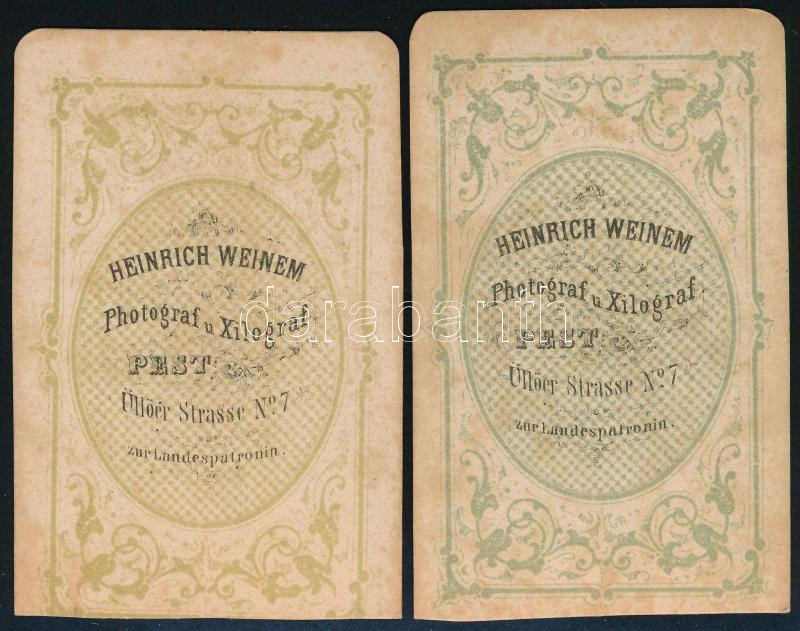 HEINRICH WEINEM
Photograf u Xilograf
PEST
Üllöer Strasse No. 7
zur Landespatronin.
HEINRICH WEINEM
Photograf u Xilograf
PEST
Üllöer Strasse No. 7
zur Landespatronin.
darabanth